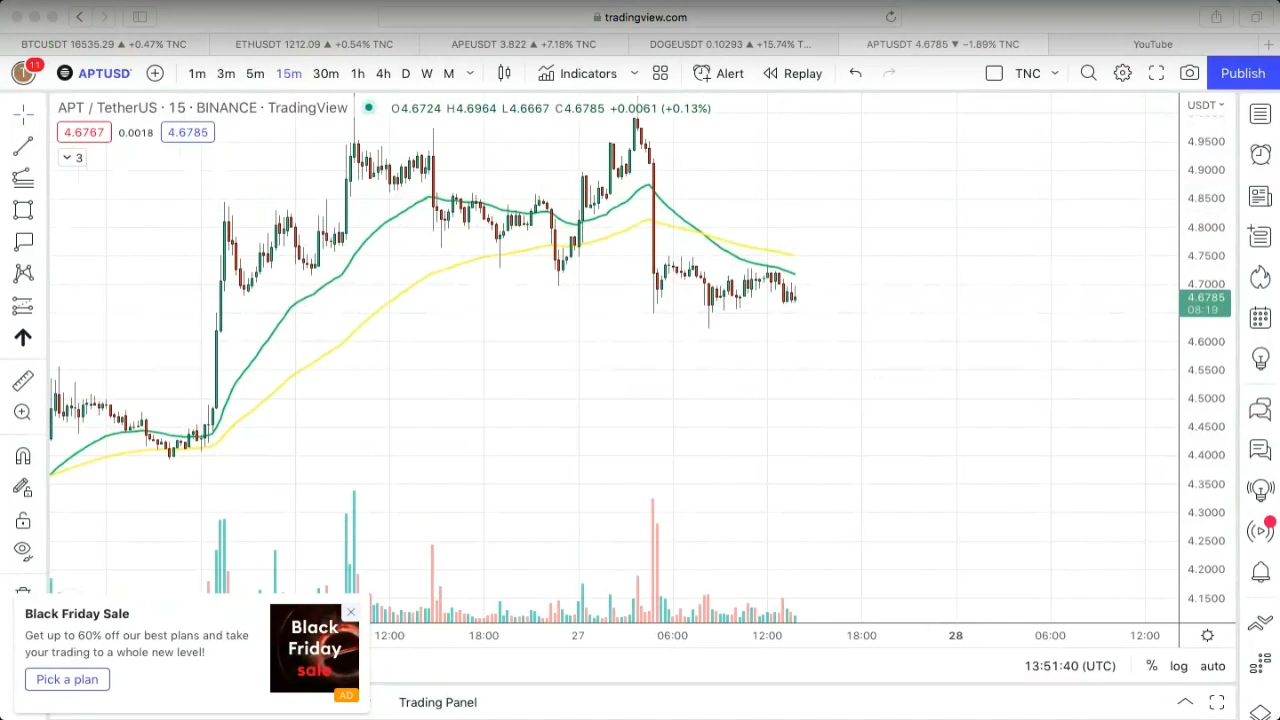 tradingview.com
BTCUSDT 16535.29 ▲ +0.47% TNC
ETHUSDT 1212.09 ▲ +0.54% TNC
APEUSDT 3.822 ▲ +7.18% TNC
DOGEUSDT 0.10293 ▲ +15.74% T...
APTUSDT 4.6785 ▼ −1.89% TNC
YouTube
11
APTUSDT 1m 3m 5m 15m 30m 1h 4h D W M Indicators Alert Replay TNC Publish
APT / TetherUS · 15 · BINANCE · TradingView O4.6724 H4.6964 L4.6667 C4.6785 +0.0061 (+0.13%)
4.6767 0.0018 4.6785
3
USDT
4.9500
4.9000
4.8500
4.8000
4.7500
4.7000
4.6785
08:19
4.6000
4.5500
4.5000
4.4500
4.4000
4.3500
4.3000
4.2500
4.2000
4.1500
12:00 18:00 27 06:00 12:00 18:00 28 06:00 12:00
Black Friday Sale
Get up to 60% off our best plans and take
your trading to a whole new level!
Pick a plan
Black
Friday
sale
AD
13:51:40 (UTC) % log auto
Trading Panel